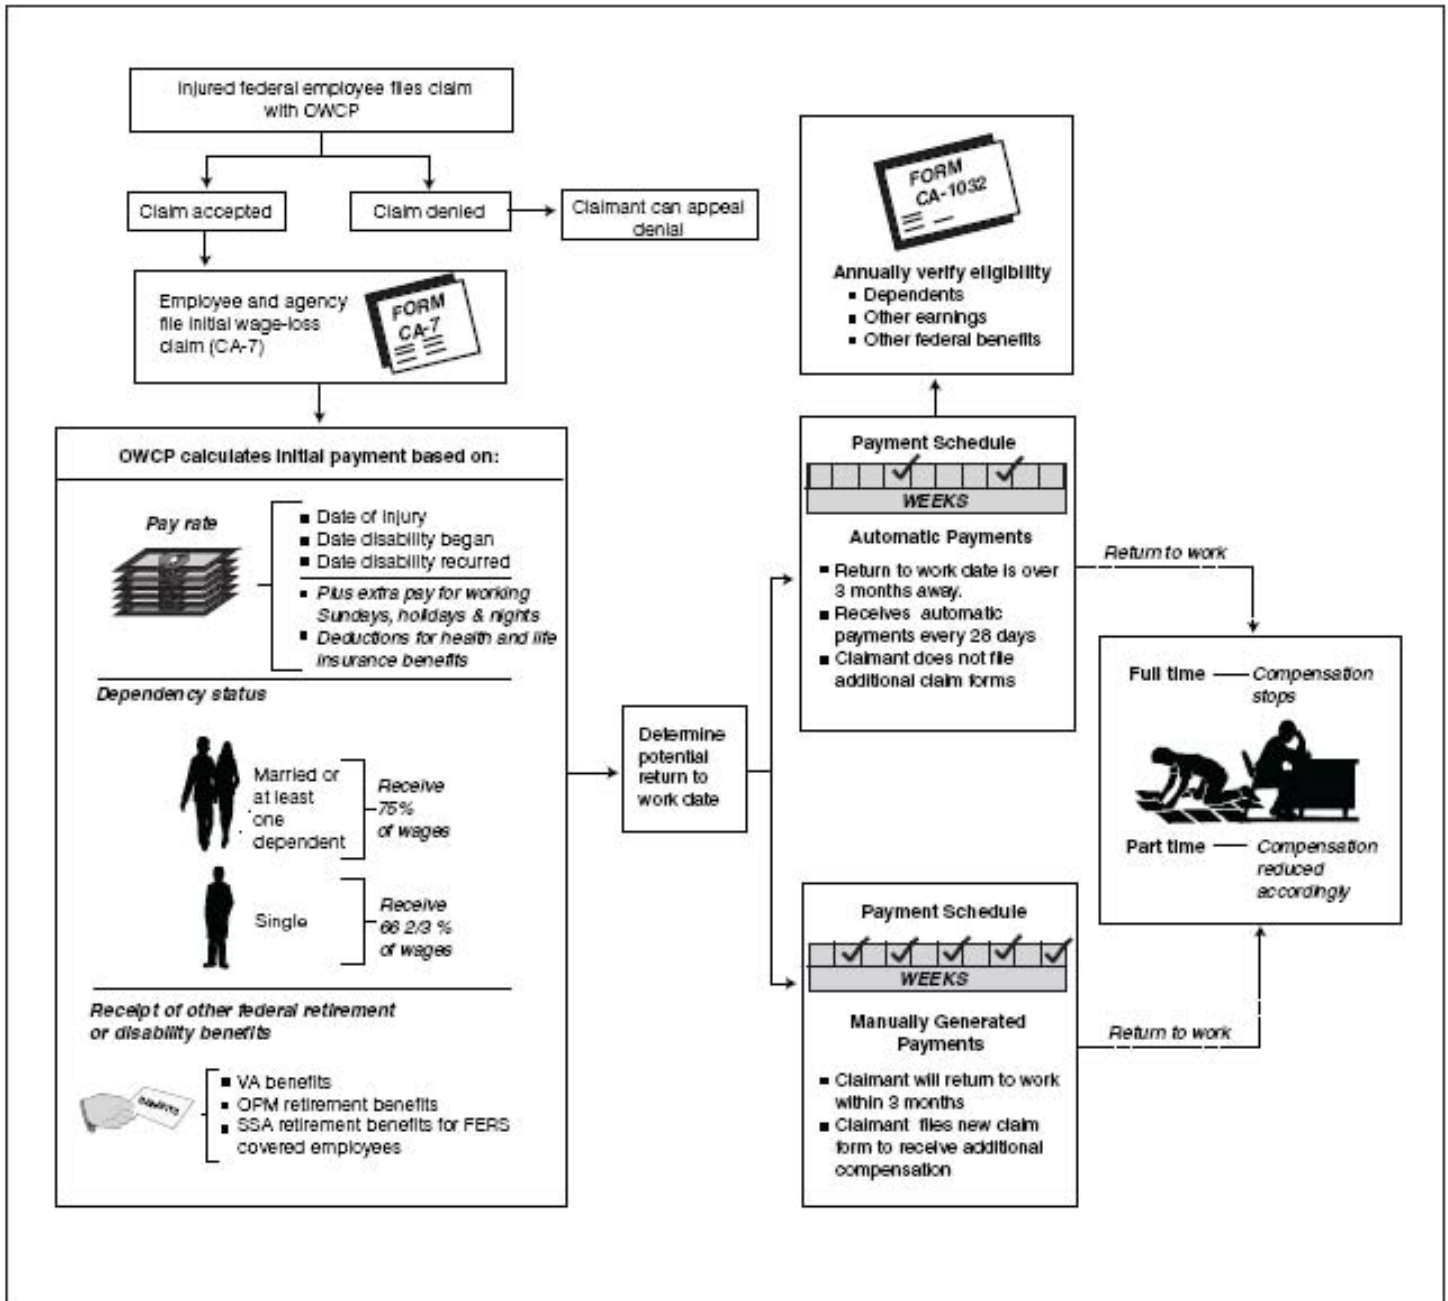 Injured federal employee files claim
with OWCP
Claim accepted
Claim denied
Claimant can appeal
denial
Employee and agency
file initial wage-loss
claim (CA-7)
FORM
CA-7
OWCP calculates initial payment based on:
Pay rate
▪ Date of injury
▪ Date disability began
▪ Date disability recurred
▪ Plus extra pay for working
Sundays, holidays & nights
▪ Deductions for health and life
insurance benefits
Dependency status
Married or
at least
one
dependent
Receive
75%
of wages
Single
Receive
66 2/3 %
of wages
Receipt of other federal retirement
or disability benefits
BENEFITS
▪ VA benefits
▪ OPM retirement benefits
▪ SSA retirement benefits for FERS
covered employees
Determine
potential
return to
work date
FORM
CA-1032
Annually verify eligibility
▪ Dependents
▪ Other earnings
▪ Other federal benefits
Payment Schedule
WEEKS
Automatic Payments
▪ Return to work date is over
3 months away.
▪ Receives automatic
payments every 28 days
▪ Claimant does not file
additional claim forms
Return to work
Payment Schedule
WEEKS
Manually Generated
Payments
▪ Claimant will return to work
within 3 months
▪ Claimant files new claim
form to receive additional
compensation
Return to work
Full time — Compensation
stops
Part time — Compensation
reduced
accordingly